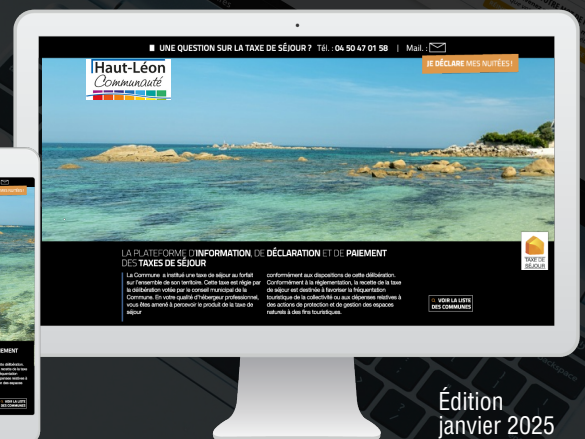 UNE QUESTION SUR LA TAXE DE SÉJOUR ? Tél. : 04 50 47 01 58 | Mail. :
JE DÉCLARE MES NUITÉES !
Haut-Léon
Communauté
LA PLATEFORME D'INFORMATION, DE DÉCLARATION ET DE PAIEMENT
DES TAXES DE SÉJOUR
La Commune a institué une taxe de séjour au forfait
sur l'ensemble de son territoire. Cette taxe est régie par
la délibération votée par le conseil municipal de la
Commune. En votre qualité d'hébergeur professionnel,
vous êtes amené à percevoir le produit de la taxe de
séjour
conformément aux dispositions de cette délibération.
Conformément à la réglementation, la recette de la taxe
de séjour est destinée à favoriser la fréquentation
touristique de la collectivité ou aux dépenses relatives à
des actions de protection et de gestion des espaces
naturels à des fins touristiques.
TAXE DE
SÉJOUR
VOIR LA LISTE
DES COMMUNES
EMENT
VOIR LA LISTE
DES COMMUNES
Édition
janvier 2025